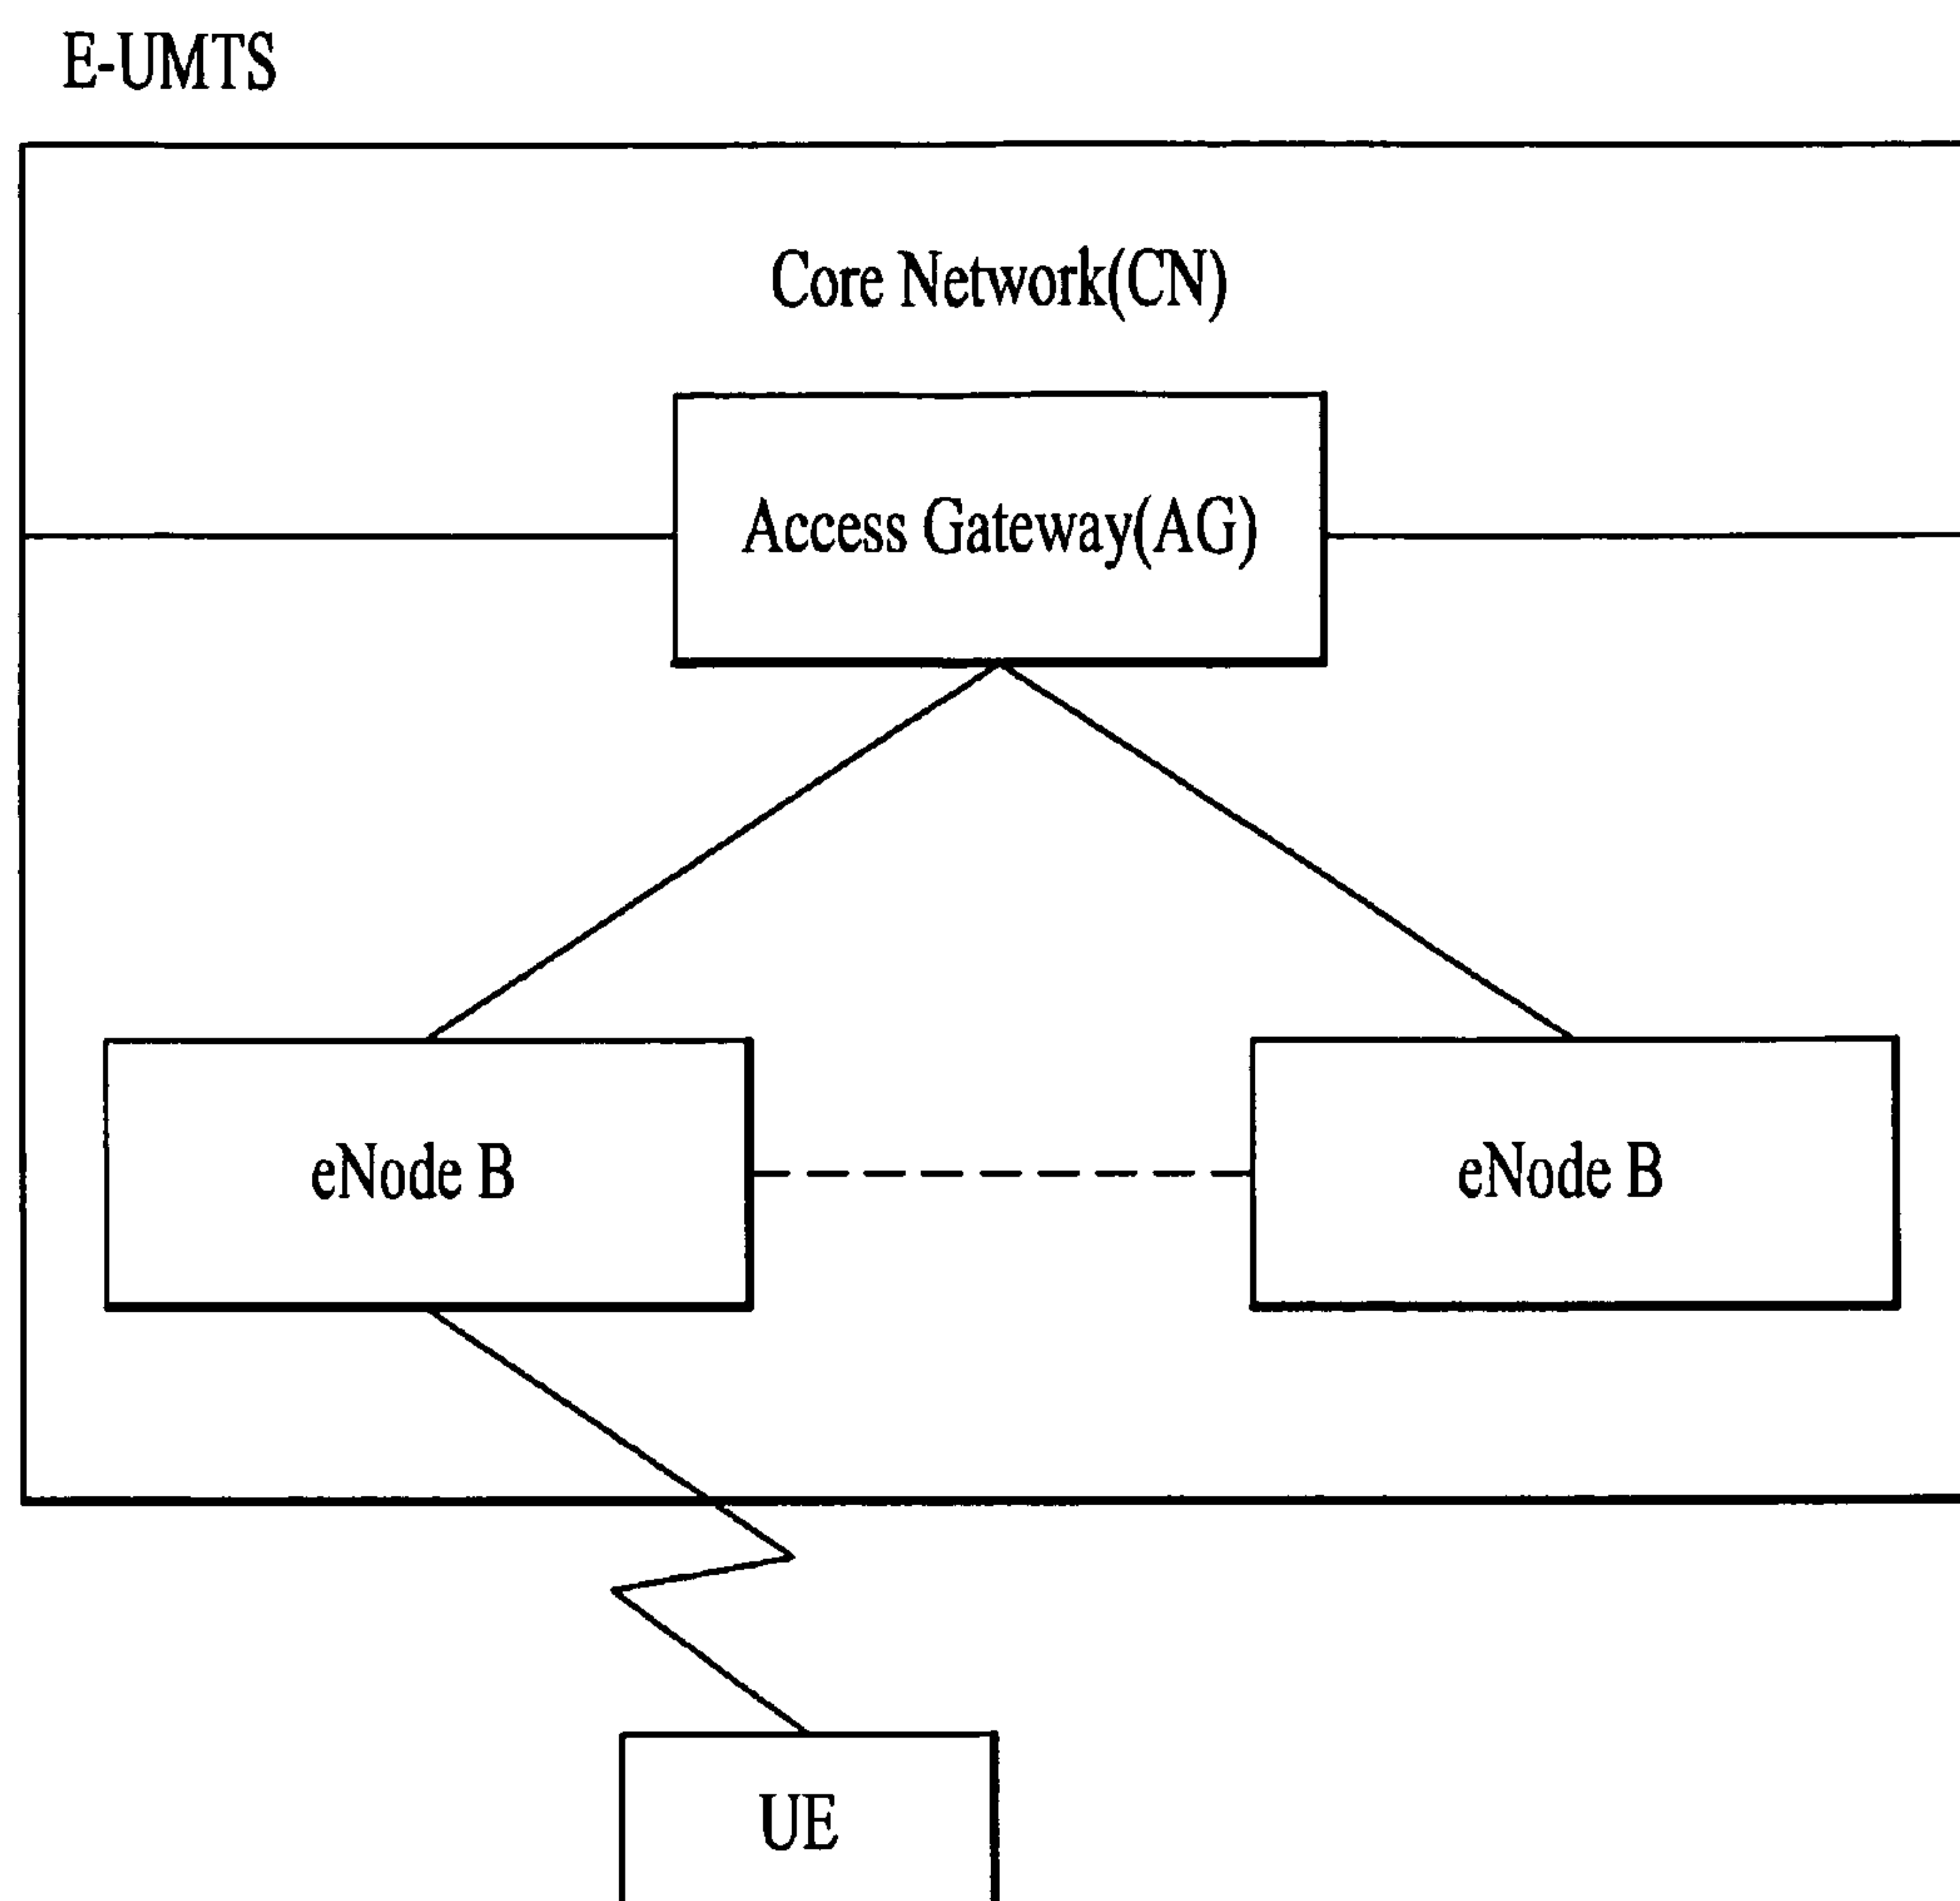 E-UMTS
Core Network(CN)
Access Gateway(AG)
eNode B
eNode B
UE